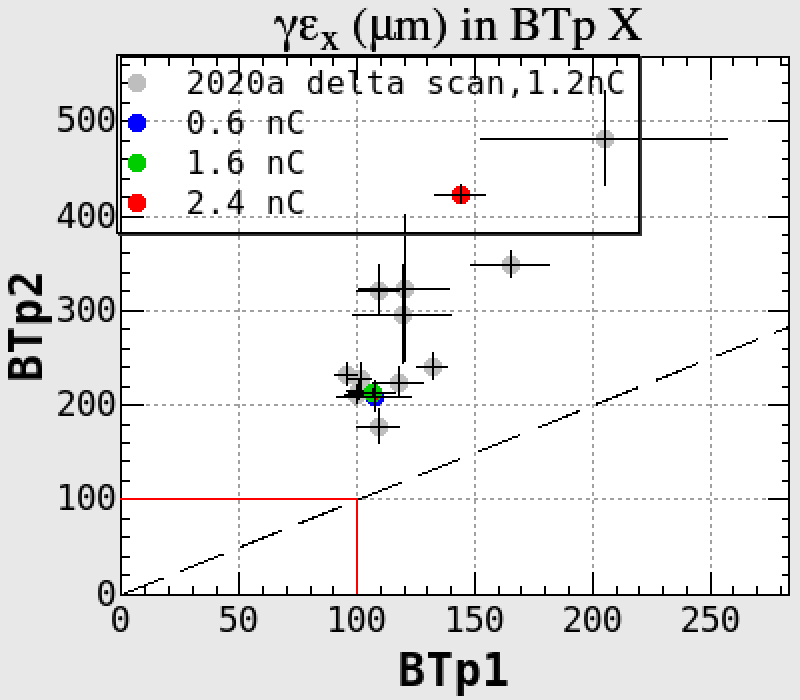 γεx (μm) in BTp X
2020a delta scan,1.2nC
0.6 nC
1.6 nC
2.4 nC
500
400
300
200
100
0
BTp2
0 50 100 150 200 250
BTp1